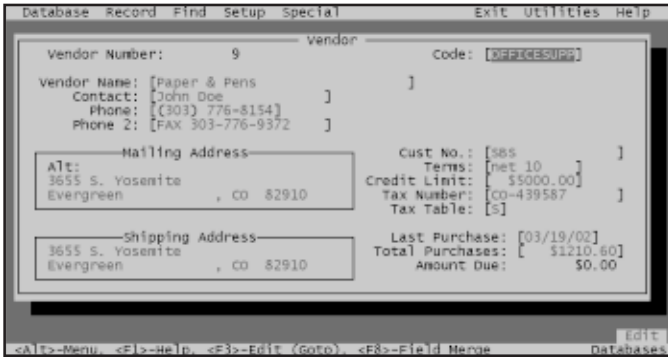 Database Record Find Setup Special Exit Utilities Help
Vendor
Vendor Number: 9 Code: [OFFICESUPP]
Vendor Name: [Paper & Pens ]
Contact: [John Doe ]
Phone: [(303) 776-8154]
Phone 2: [FAX 303-776-9372 ]
Mailing Address
Alt:
3655 S. Yosemite
Evergreen , CO 82910
Cust No.: [SBS ]
Terms: [net 10 ]
Credit Limit: [ $5000.00]
Tax Number: [CO-439587 ]
Tax Table: [S]
Shipping Address
3655 S. Yosemite
Evergreen , CO 82910
Last Purchase: [03/19/02]
Total Purchases: [ $1210.60]
Amount Due: $0.00
Edit
<Alt>-Menu, <F1>-Help, <F3>-Edit (Goto), <F8>-Field Merge Databases